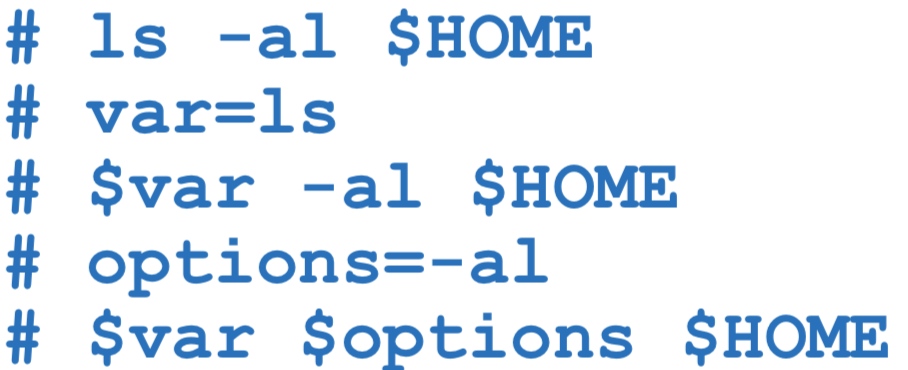 # ls -al $HOME
# var=ls
# $var -al $HOME
# options=-al
# $var $options $HOME